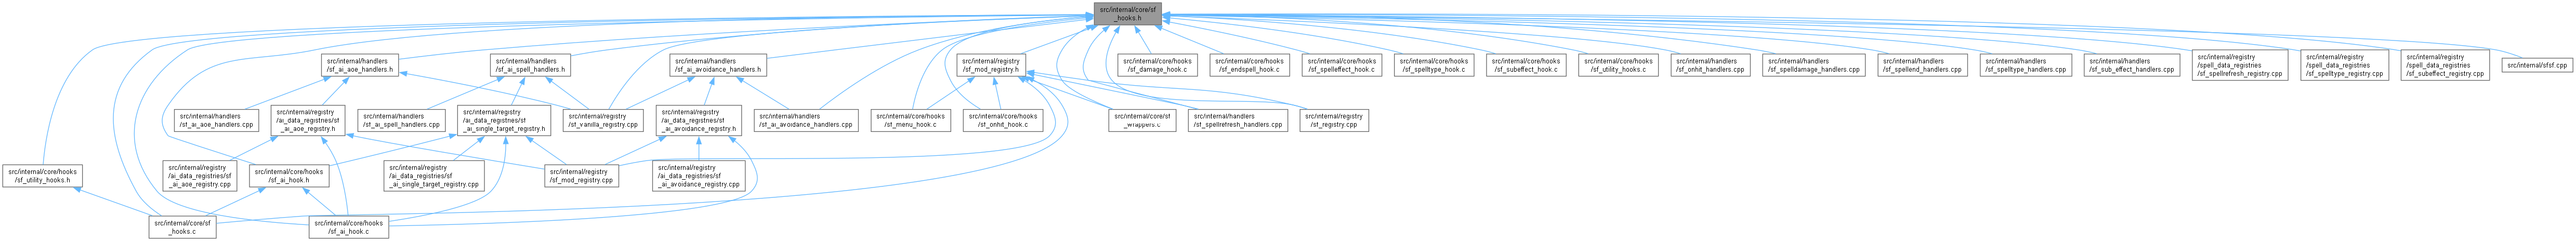 src/internal/core/sf
_hooks.h
src/internal/handlers
/sf_ai_aoe_handlers.h
src/internal/handlers
/sf_ai_spell_handlers.h
src/internal/handlers
/sf_ai_avoidance_handlers.h
src/internal/registry
/sf_mod_registry.h
src/internal/core/hooks
/sf_damage_hook.c
src/internal/core/hooks
/sf_endspell_hook.c
src/internal/core/hooks
/sf_spelleffect_hook.c
src/internal/core/hooks
/sf_spelltype_hook.c
src/internal/core/hooks
/sf_subeffect_hook.c
src/internal/core/hooks
/sf_utility_hooks.c
src/internal/handlers
/sf_onhit_handlers.cpp
src/internal/handlers
/sf_spelldamage_handlers.cpp
src/internal/handlers
/sf_spellend_handlers.cpp
src/internal/handlers
/sf_spelltype_handlers.cpp
src/internal/handlers
/sf_sub_effect_handlers.cpp
src/internal/registry
/spell_data_registries
/sf_spellrefresh_registry.cpp
src/internal/registry
/spell_data_registries
/sf_spelltype_registry.cpp
src/internal/registry
/spell_data_registries
/sf_subeffect_registry.cpp
src/internal/sfsf.cpp
src/internal/handlers
/sf_ai_aoe_handlers.cpp
src/internal/registry
/ai_data_registries/sf
_ai_aoe_registry.h
src/internal/handlers
/sf_ai_spell_handlers.cpp
src/internal/registry
/ai_data_registries/sf
_ai_single_target_registry.h
src/internal/registry
/sf_vanilla_registry.cpp
src/internal/registry
/ai_data_registries/sf
_ai_avoidance_registry.h
src/internal/handlers
/sf_ai_avoidance_handlers.cpp
src/internal/core/hooks
/sf_menu_hook.c
src/internal/core/hooks
/sf_onhit_hook.c
src/internal/core/sf
_wrappers.c
src/internal/handlers
/sf_spellrefresh_handlers.cpp
src/internal/registry
/sf_registry.cpp
src/internal/core/hooks
/sf_utility_hooks.h
src/internal/registry
/ai_data_registries/sf
_ai_aoe_registry.cpp
src/internal/core/hooks
/sf_ai_hook.h
src/internal/registry
/ai_data_registries/sf
_ai_single_target_registry.cpp
src/internal/registry
/sf_mod_registry.cpp
src/internal/registry
/ai_data_registries/sf
_ai_avoidance_registry.cpp
src/internal/core/sf
_hooks.c
src/internal/core/hooks
/sf_ai_hook.c